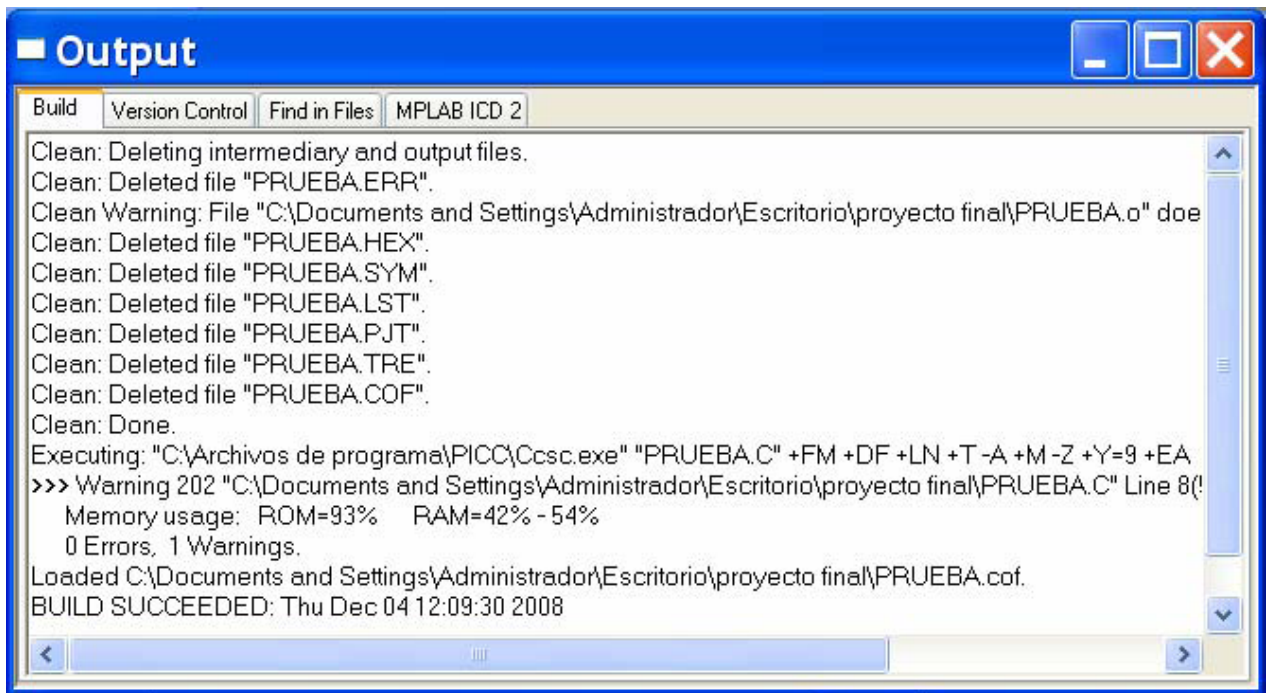 Output
Build Version Control Find in Files MPLAB ICD 2
Clean: Deleting intermediary and output files.
Clean: Deleted file "PRUEBA.ERR".
Clean Warning: File "C:\Documents and Settings\Administrador\Escritorio\proyecto final\PRUEBA.o" doe
Clean: Deleted file "PRUEBA.HEX".
Clean: Deleted file "PRUEBA.SYM".
Clean: Deleted file "PRUEBA.LST".
Clean: Deleted file "PRUEBA.PJT".
Clean: Deleted file "PRUEBA.TRE".
Clean: Deleted file "PRUEBA.COF".
Clean: Done.
Executing: "C:\Archivos de programa\PICC\Ccsc.exe" "PRUEBA.C" +FM +DF +LN +T -A +M -Z +Y=9 +EA
>>> Warning 202 "C:\Documents and Settings\Administrador\Escritorio\proyecto final\PRUEBA.C" Line 8(
Memory usage: ROM=93% RAM=42% - 54%
0 Errors, 1 Warnings.
Loaded C:\Documents and Settings\Administrador\Escritorio\proyecto final\PRUEBA.cof.
BUILD SUCCEEDED: Thu Dec 04 12:09:30 2008